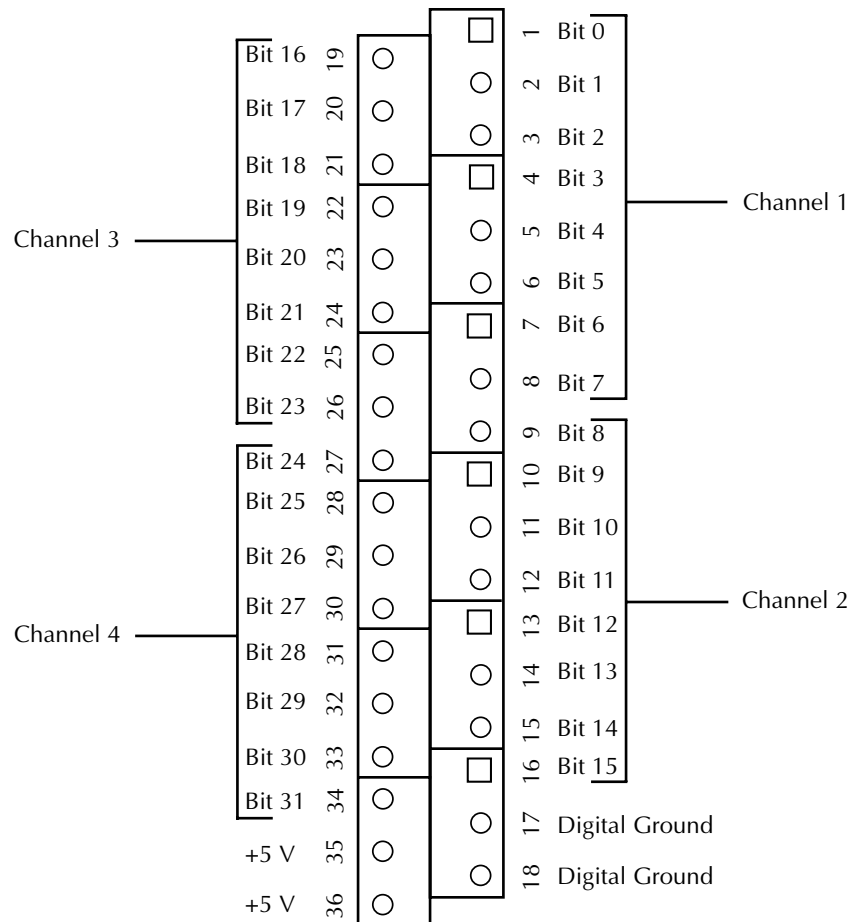 Bit 16 19
Bit 17 20
Bit 18 21
Bit 19 22
Bit 20 23
Bit 21 24
Bit 22 25
Bit 23 26
Channel 3
Bit 24 27
Bit 25 28
Bit 26 29
Bit 27 30
Bit 28 31
Bit 29 32
Bit 30 33
Bit 31 34
Channel 4
+5 V 35
+5 V 36
1 Bit 0
2 Bit 1
3 Bit 2
4 Bit 3
5 Bit 4
6 Bit 5
7 Bit 6
8 Bit 7
Channel 1
9 Bit 8
10 Bit 9
11 Bit 10
12 Bit 11
13 Bit 12
14 Bit 13
15 Bit 14
16 Bit 15
Channel 2
17 Digital Ground
18 Digital Ground